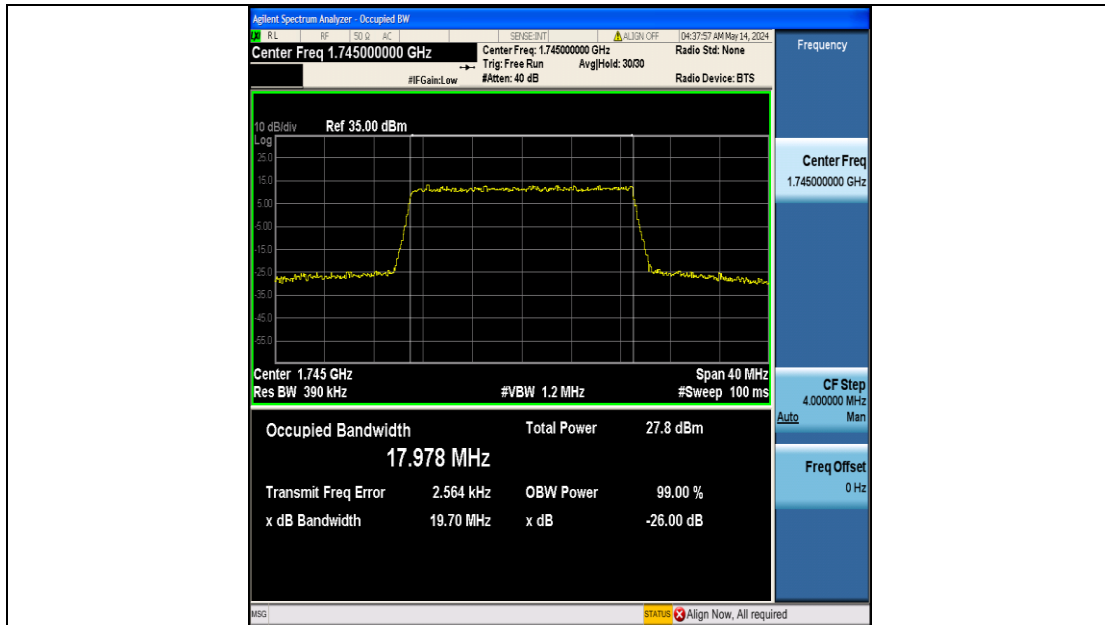 Agilent Spectrum Analyzer - Occupied BW
RL RF 50 Ω AC SENSE:INT ALIGN OFF 04:37:57 AM May 14, 2024
Center Freq 1.745000000 GHz
Center Freq: 1.745000000 GHz Radio Std: None
Trig: Free Run Avg|Hold: 30/30
#IFGain:Low #Atten: 40 dB Radio Device: BTS
Frequency
10 dB/div Ref 35.00 dBm
Log
25.0
15.0
5.00
-5.00
-15.0
-25.0
-35.0
-45.0
-55.0
Center 1.745 GHz Span 40 MHz
Res BW 390 kHz #VBW 1.2 MHz #Sweep 100 ms
Occupied Bandwidth Total Power 27.8 dBm
17.978 MHz
Transmit Freq Error 2.564 kHz OBW Power 99.00 %
x dB Bandwidth 19.70 MHz x dB -26.00 dB
Center Freq
1.745000000 GHz
CF Step
4.000000 MHz
Auto Man
Freq Offset
0 Hz
MSG STATUS Align Now, All required